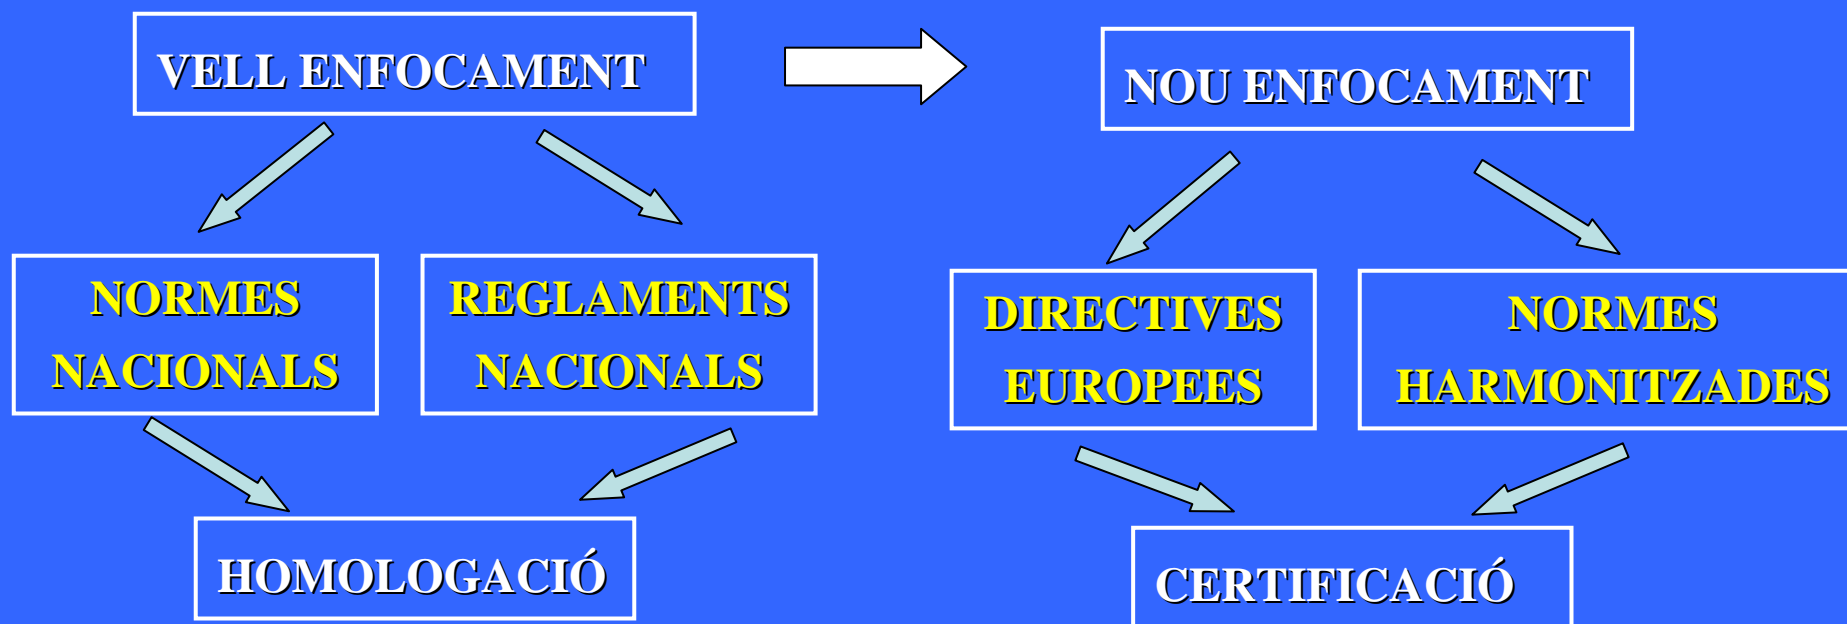 VELL ENFOCAMENT
NOU ENFOCAMENT
NORMES
NACIONALS
REGLAMENTS
NACIONALS
DIRECTIVES
EUROPEES
NORMES
HARMONITZADES
HOMOLOGACIÓ
CERTIFICACIÓ